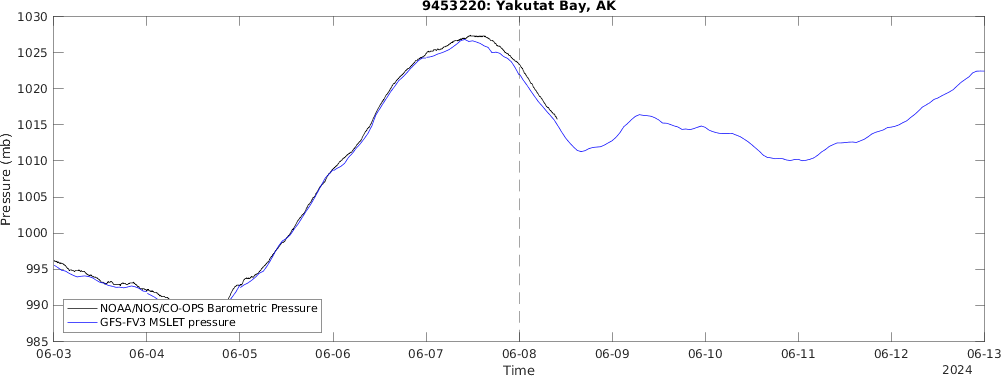 9453220: Yakutat Bay, AK
1030
1025
1020
1015
1010
1005
1000
995
990
985
Pressure (mb)
NOAA/NOS/CO-OPS Barometric Pressure
GFS-FV3 MSLET pressure
06-03 06-04 06-05 06-06 06-07 06-08 06-09 06-10 06-11 06-12 06-13
Time
2024